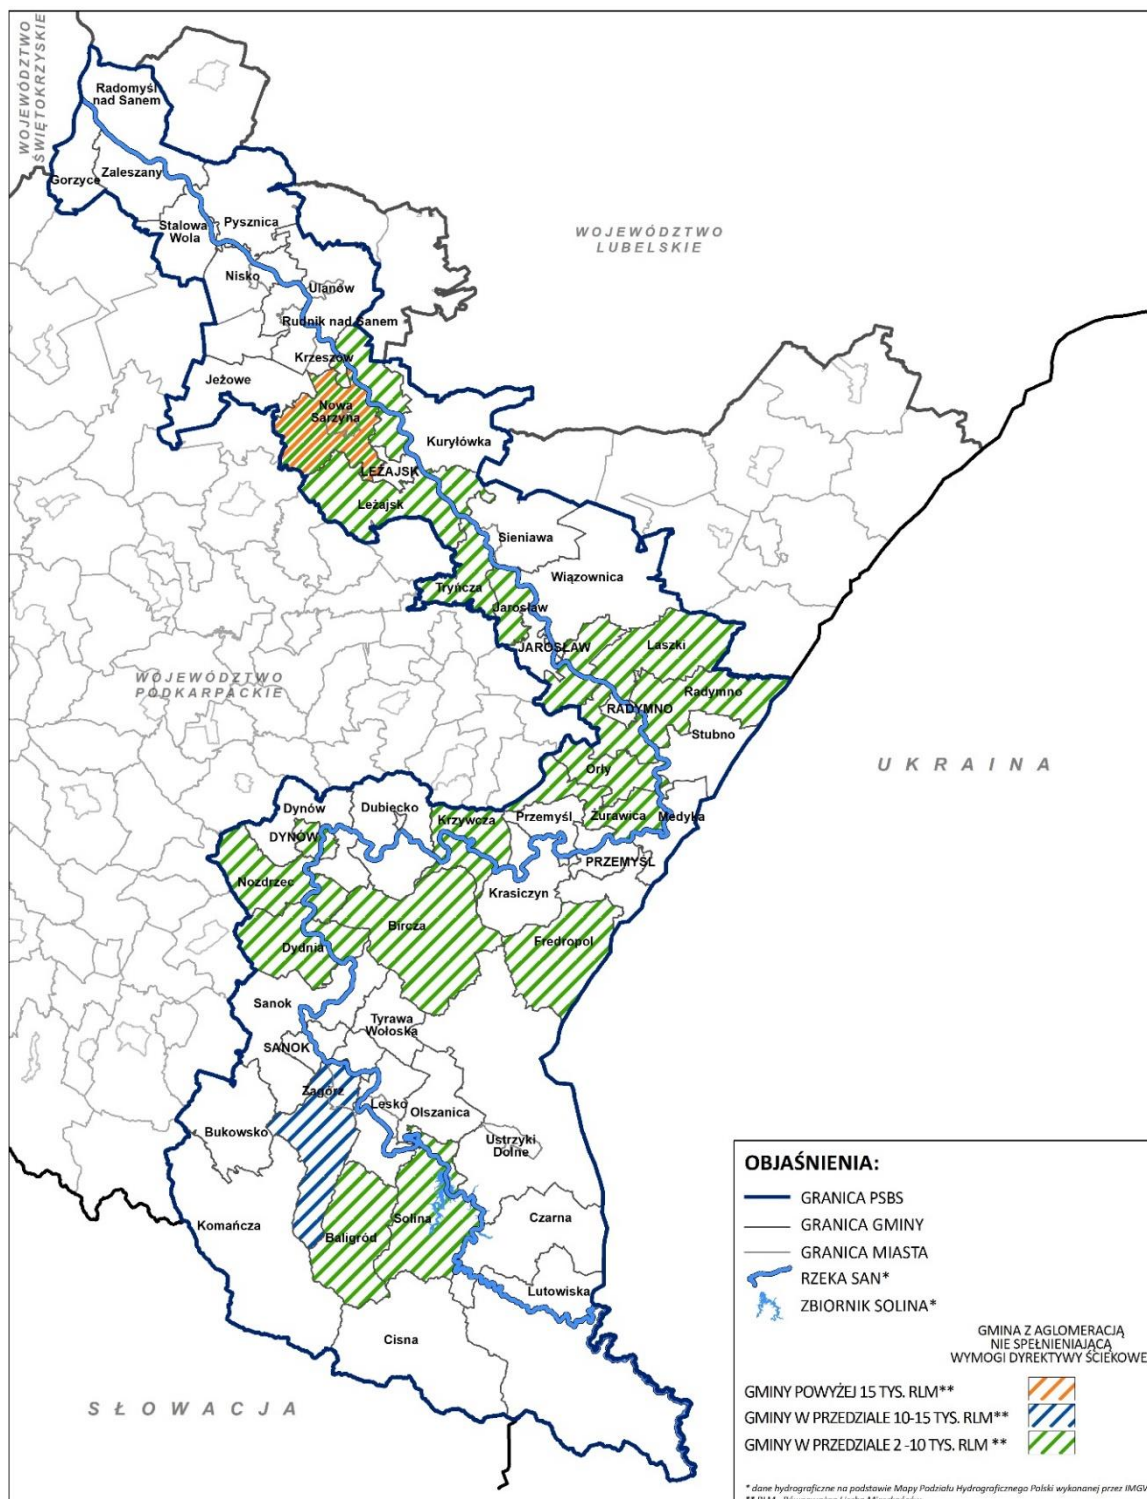 WOJEWÓDZTWO
ŚWIĘTOKRZYSKIE
Radomyśl
nad Sanem
Gorzyce
Zaleszany
Stalowa
Wola
Pysznica
WOJEWÓDZTWO
LUBELSKIE
Nisko
Ulanów
Rudnik nad Sanem
Krzeszów
Jeżowe
Nowa
Sarzyna
Kuryłówka
LEŻAJSK
Leżajsk
Sieniawa
Wiązownica
Tryńcza
Jarosław
JAROSŁAW
Laszki
WOJEWÓDZTWO
PODKARPACKIE
Radymno
RADYMNO
Stubno
UKRAINA
Orły
Dynów
Dubiecko
Krzywcza
Przemyśl
Żurawica
Medyka
DYNÓW
PRZEMYŚL
Nozdrzec
Krasiczyn
Bircza
Fredropol
Dydnia
Sanok
Tyrawa
Wołoska
SANOK
Zagórz
Lesko
Olszanica
Bukowsko
Ustrzyki
Dolne
Komańcza
Solina
Czarna
Baligród
Lutowiska
Cisna
SŁOWACJA
OBJAŚNIENIA:
GRANICA PSBS
GRANICA GMINY
GRANICA MIASTA
RZEKA SAN*
ZBIORNIK SOLINA*
GMINA Z AGLOMERACJĄ
NIE SPEŁNIENIAJĄCĄ
WYMOGI DYREKTYWY ŚCIEKOWE
GMINY POWYŻEJ 15 TYS. RLM**
GMINY W PRZEDZIALE 10-15 TYS. RLM**
GMINY W PRZEDZIALE 2 -10 TYS. RLM **
* dane hydrograficzne na podstawie Mapy Podziału Hydrograficznego Polski wykonanej przez IMGW